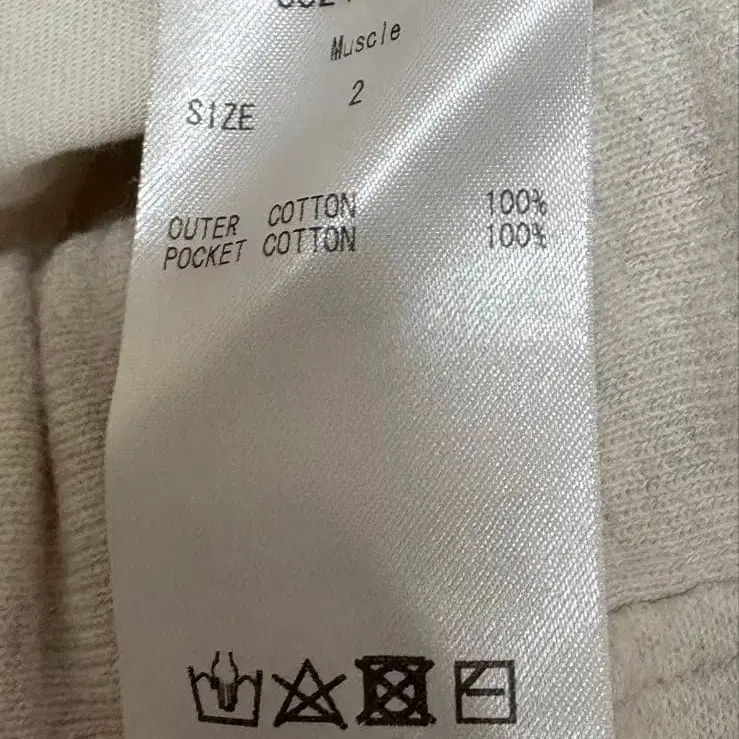 Muscle
SIZE 2
OUTER COTTON 100%
POCKET COTTON 100%